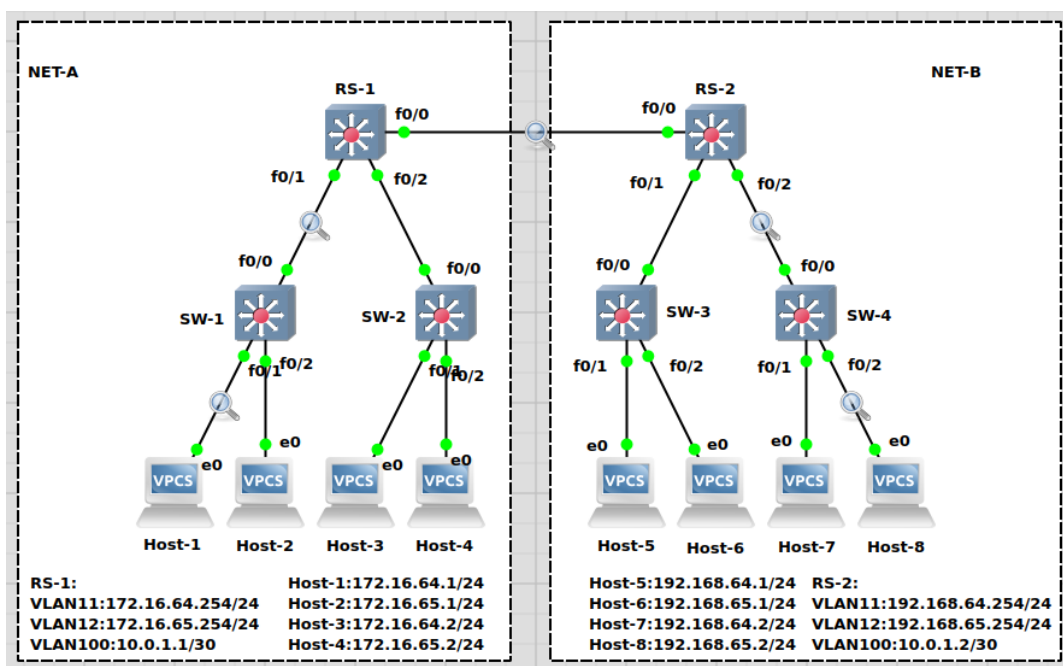 NET-A
NET-B
RS-1
RS-2
f0/0
f0/0
f0/1
f0/2
f0/1
f0/2
f0/0
f0/0
f0/0
f0/0
SW-1
SW-2
SW-3
SW-4
f0/1
f0/2
f0/1
f0/2
f0/1
f0/2
f0/1
f0/2
e0
e0
e0
e0
e0
e0
e0
e0
VPCS
VPCS
VPCS
VPCS
VPCS
VPCS
VPCS
VPCS
Host-1
Host-2
Host-3
Host-4
Host-5
Host-6
Host-7
Host-8
RS-1:
VLAN11:172.16.64.254/24
VLAN12:172.16.65.254/24
VLAN100:10.0.1.1/30
Host-1:172.16.64.1/24
Host-2:172.16.65.1/24
Host-3:172.16.64.2/24
Host-4:172.16.65.2/24
Host-5:192.168.64.1/24
Host-6:192.168.65.1/24
Host-7:192.168.64.2/24
Host-8:192.168.65.2/24
RS-2:
VLAN11:192.168.64.254/24
VLAN12:192.168.65.254/24
VLAN100:10.0.1.2/30